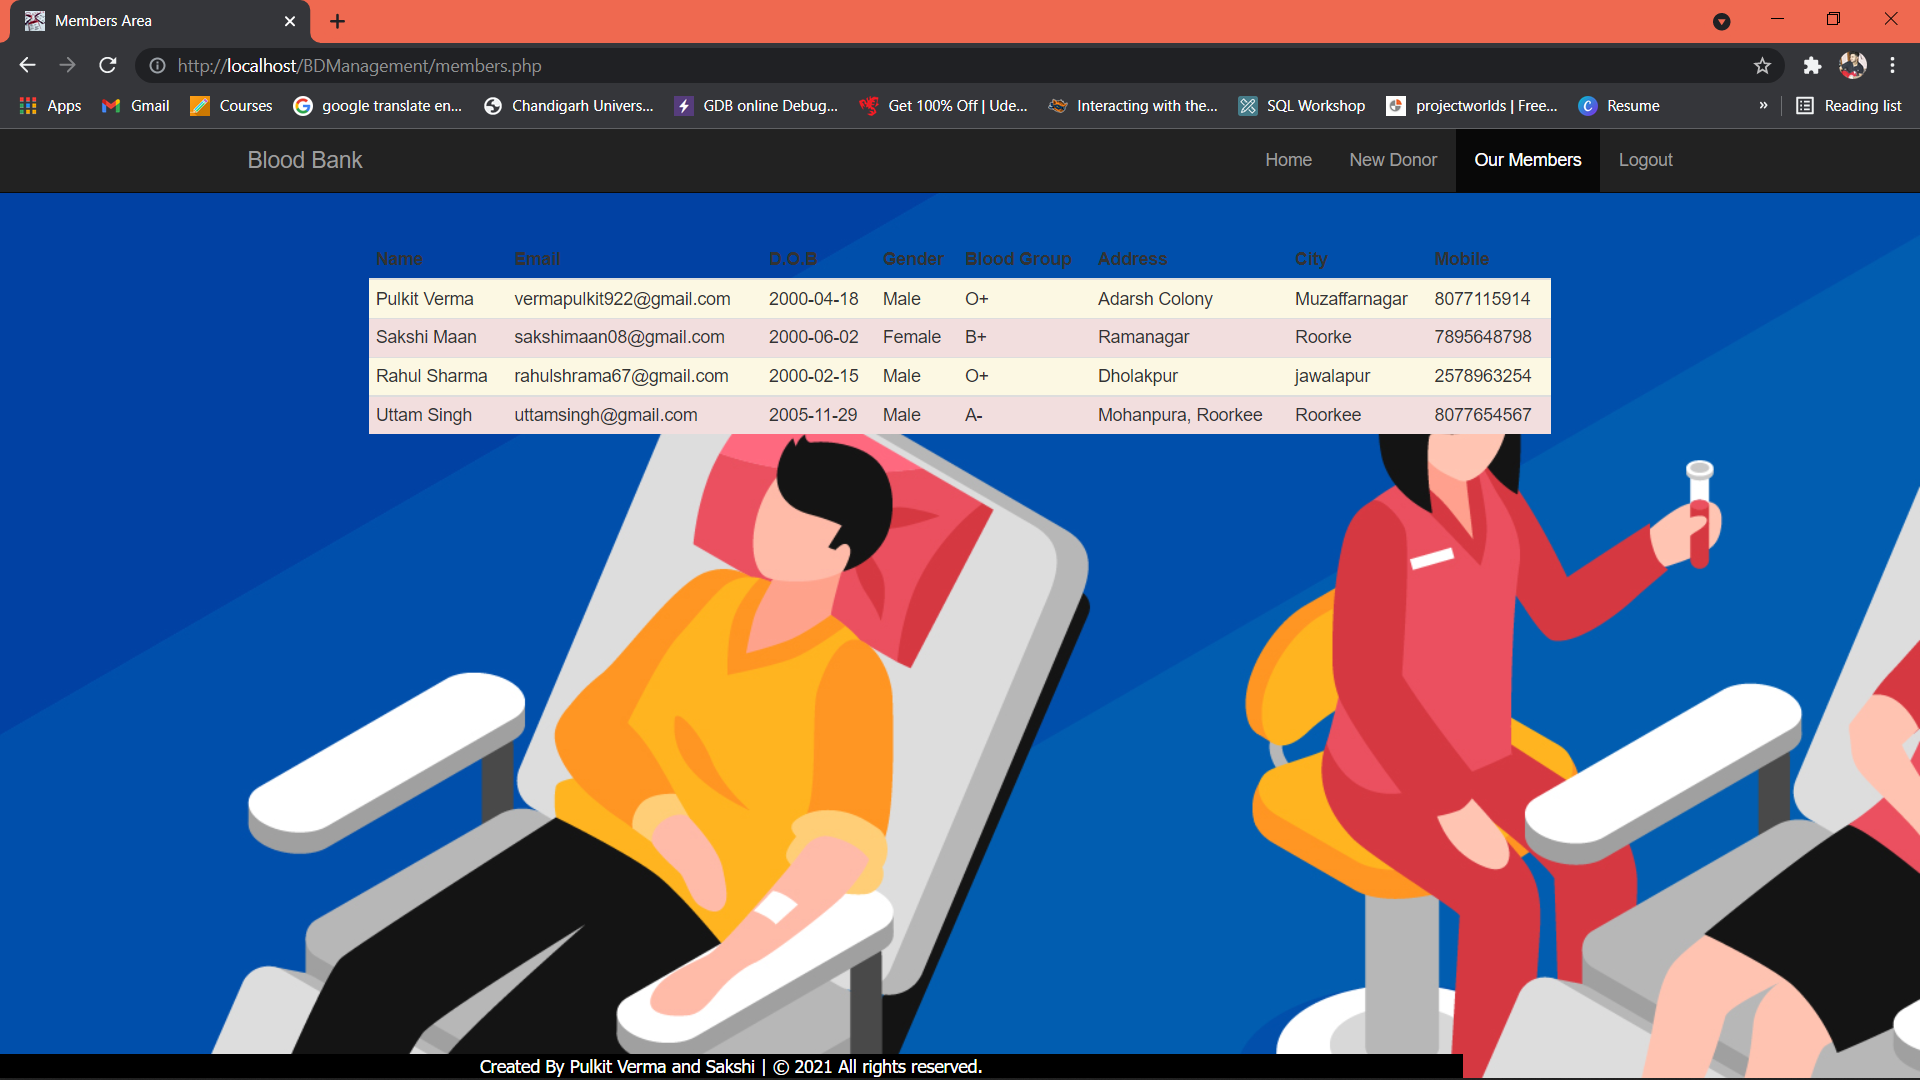 Members Area
http://localhost/BDManagement/members.php
Apps Gmail Courses google translate en... Chandigarh Univers... GDB online Debug... Get 100% Off | Ude... Interacting with the... SQL Workshop projectworlds | Free... Resume » Reading list
Blood Bank Home New Donor Our Members Logout
Name Email D.O.B Gender Blood Group Address City Mobile
Pulkit Verma vermapulkit922@gmail.com 2000-04-18 Male O+ Adarsh Colony Muzaffarnagar 8077115914
Sakshi Maan sakshimaan08@gmail.com 2000-06-02 Female B+ Ramanagar Roorke 7895648798
Rahul Sharma rahulshrama67@gmail.com 2000-02-15 Male O+ Dholakpur jawalapur 2578963254
Uttam Singh uttamsingh@gmail.com 2005-11-29 Male A- Mohanpura, Roorkee Roorkee 8077654567
Created By Pulkit Verma and Sakshi | © 2021 All rights reserved.